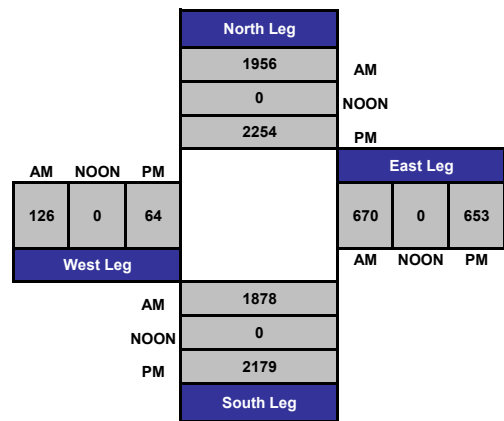 North Leg
1956 AM
0 NOON
2254 PM
AM NOON PM East Leg
126 0 64 670 0 653
West Leg AM NOON PM
AM 1878
NOON 0
PM 2179
South Leg